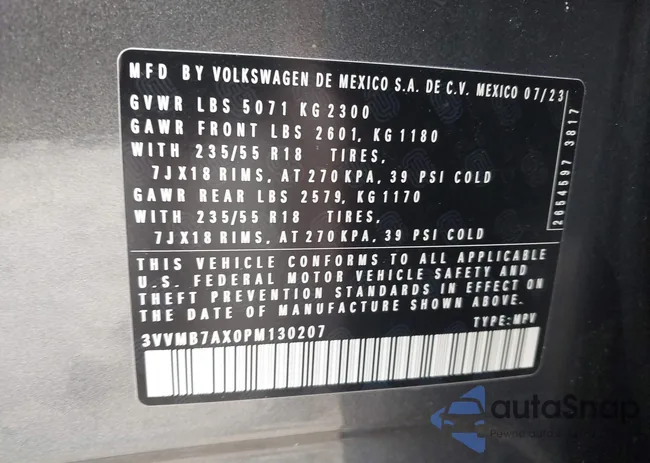 MFD BY VOLKSWAGEN DE MEXICO S.A. DE C.V. MEXICO 07/23
GVWR LBS 5071 KG 2300
GAWR FRONT LBS 2601, KG 1180
WITH 235/55 R18 TIRES,
7JX18 RIMS, AT 270 KPA, 39 PSI COLD
GAWR REAR LBS 2579, KG 1170
WITH 235/55 R18 TIRES,
7JX18 RIMS, AT 270 KPA, 39 PSI COLD
2654597 3817
THIS VEHICLE CONFORMS TO ALL APPLICABLE
U.S. FEDERAL MOTOR VEHICLE SAFETY AND
THEFT PREVENTION STANDARDS IN EFFECT ON
THE DATE OF MANUFACTURE SHOWN ABOVE.
3VVMB7AX0PM130207 TYPE: MPV
autoSnap